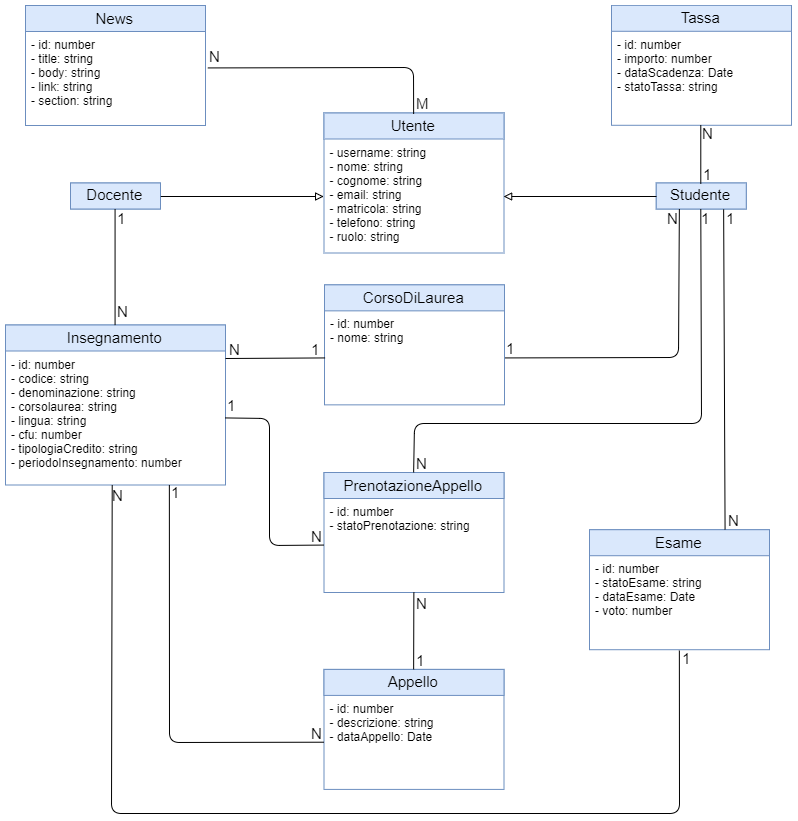 News
- id: number
- title: string
- body: string
- link: string
- section: string
N
M
Tassa
- id: number
- importo: number
- dataScadenza: Date
- statoTassa: string
N
1
Utente
- username: string
- nome: string
- cognome: string
- email: string
- matricola: string
- telefono: string
- ruolo: string
Docente
1
N
Studente
N
1
1
CorsoDiLaurea
- id: number
- nome: string
N
1
1
Insegnamento
- id: number
- codice: string
- denominazione: string
- corsolaurea: string
- lingua: string
- cfu: number
- tipologiaCredito: string
- periodoInsegnamento: number
1
N
1
N
PrenotazioneAppello
- id: number
- statoPrenotazione: string
N
N
1
N
Esame
- id: number
- statoEsame: string
- dataEsame: Date
- voto: number
1
Appello
- id: number
- descrizione: string
- dataAppello: Date
N